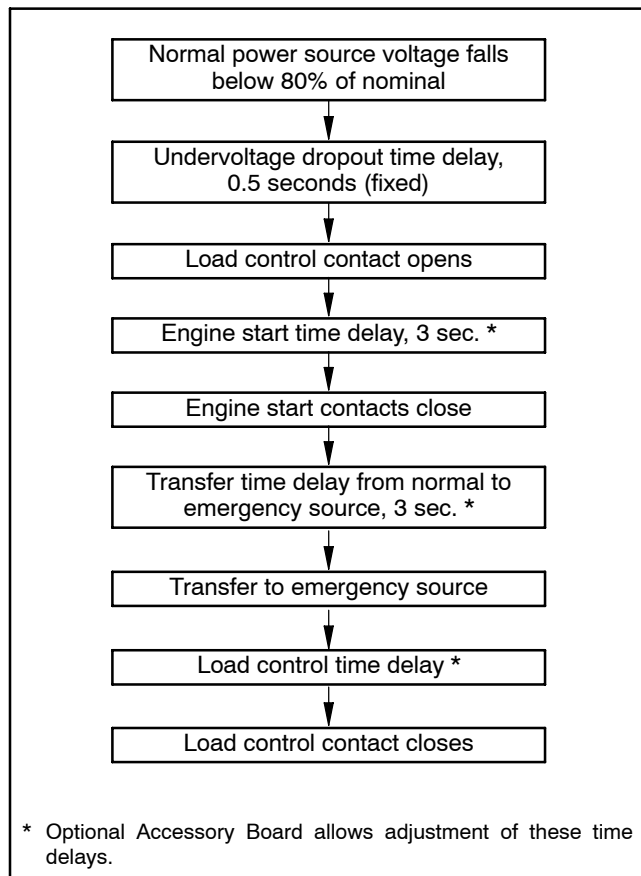 Normal power source voltage falls
below 80% of nominal
Undervoltage dropout time delay,
0.5 seconds (fixed)
Load control contact opens
Engine start time delay, 3 sec. *
Engine start contacts close
Transfer time delay from normal to
emergency source, 3 sec. *
Transfer to emergency source
Load control time delay *
Load control contact closes
* Optional Accessory Board allows adjustment of these time
delays.